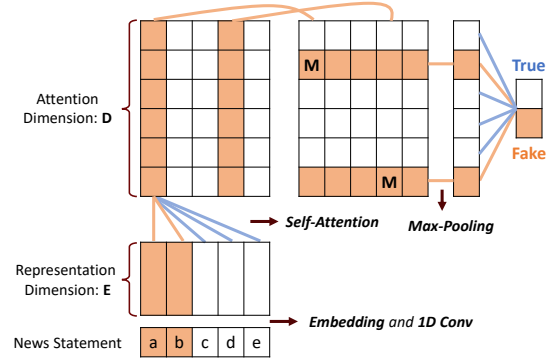 M
True
Attention
Dimension: D
Fake
M
Self-Attention
Max-Pooling
Representation
Dimension: E
Embedding and 1D Conv
News Statement
a b c d e